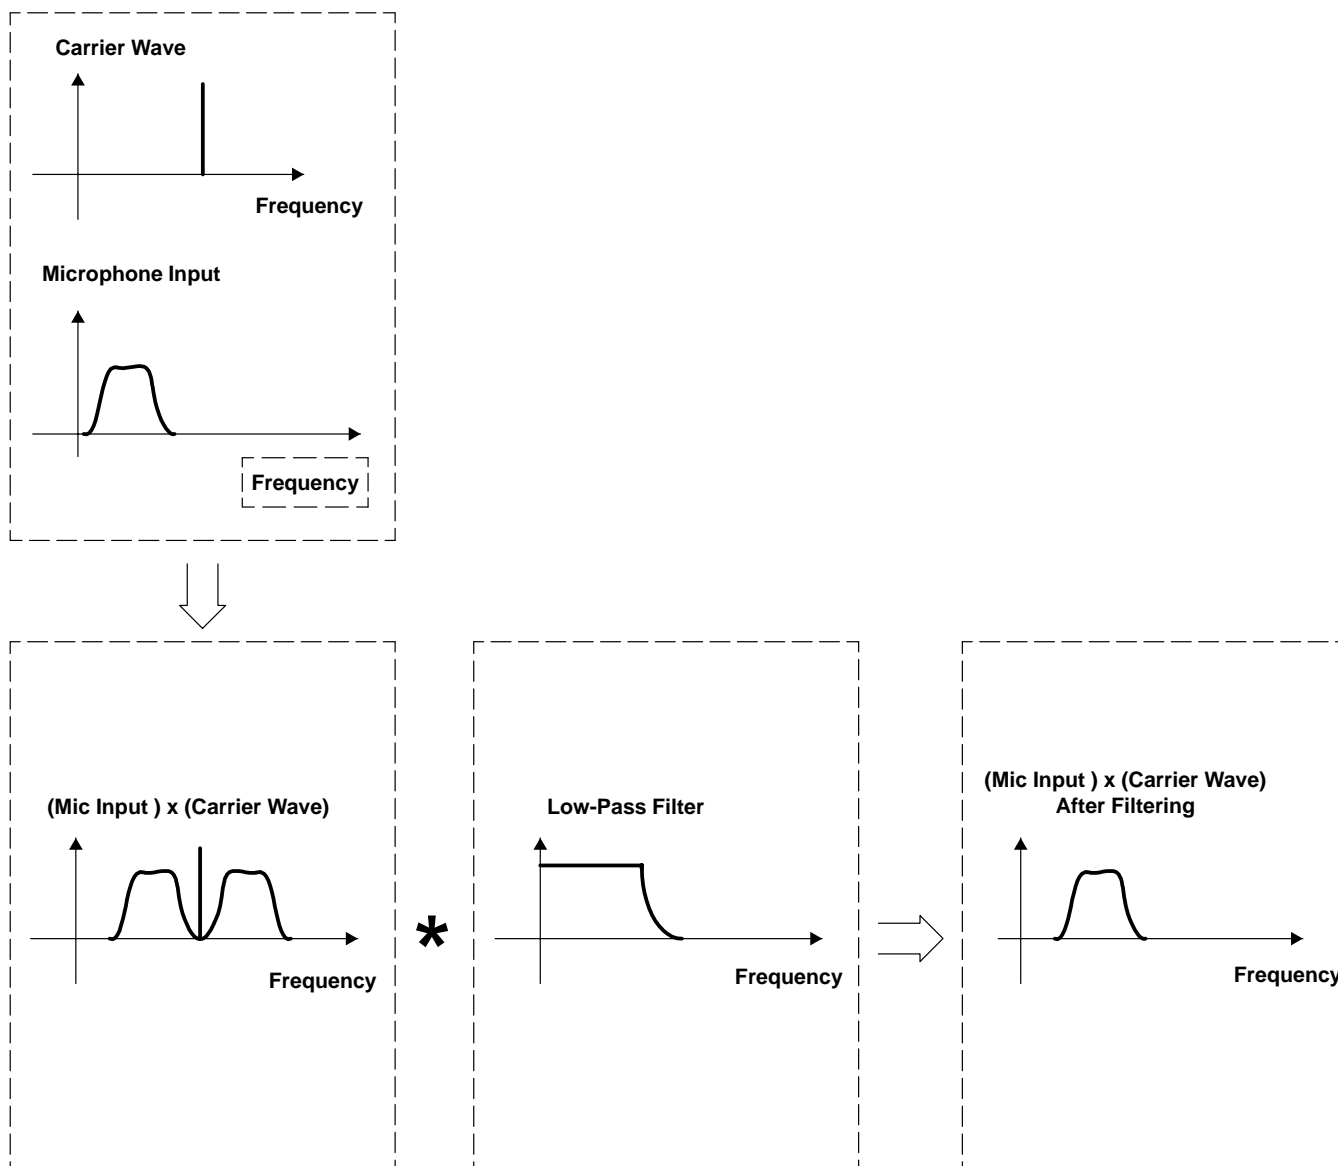 Carrier Wave
Frequency
Microphone Input
Frequency
(Mic Input ) x (Carrier Wave)
Frequency
*
Low-Pass Filter
Frequency
(Mic Input ) x (Carrier Wave)
After Filtering
Frequency